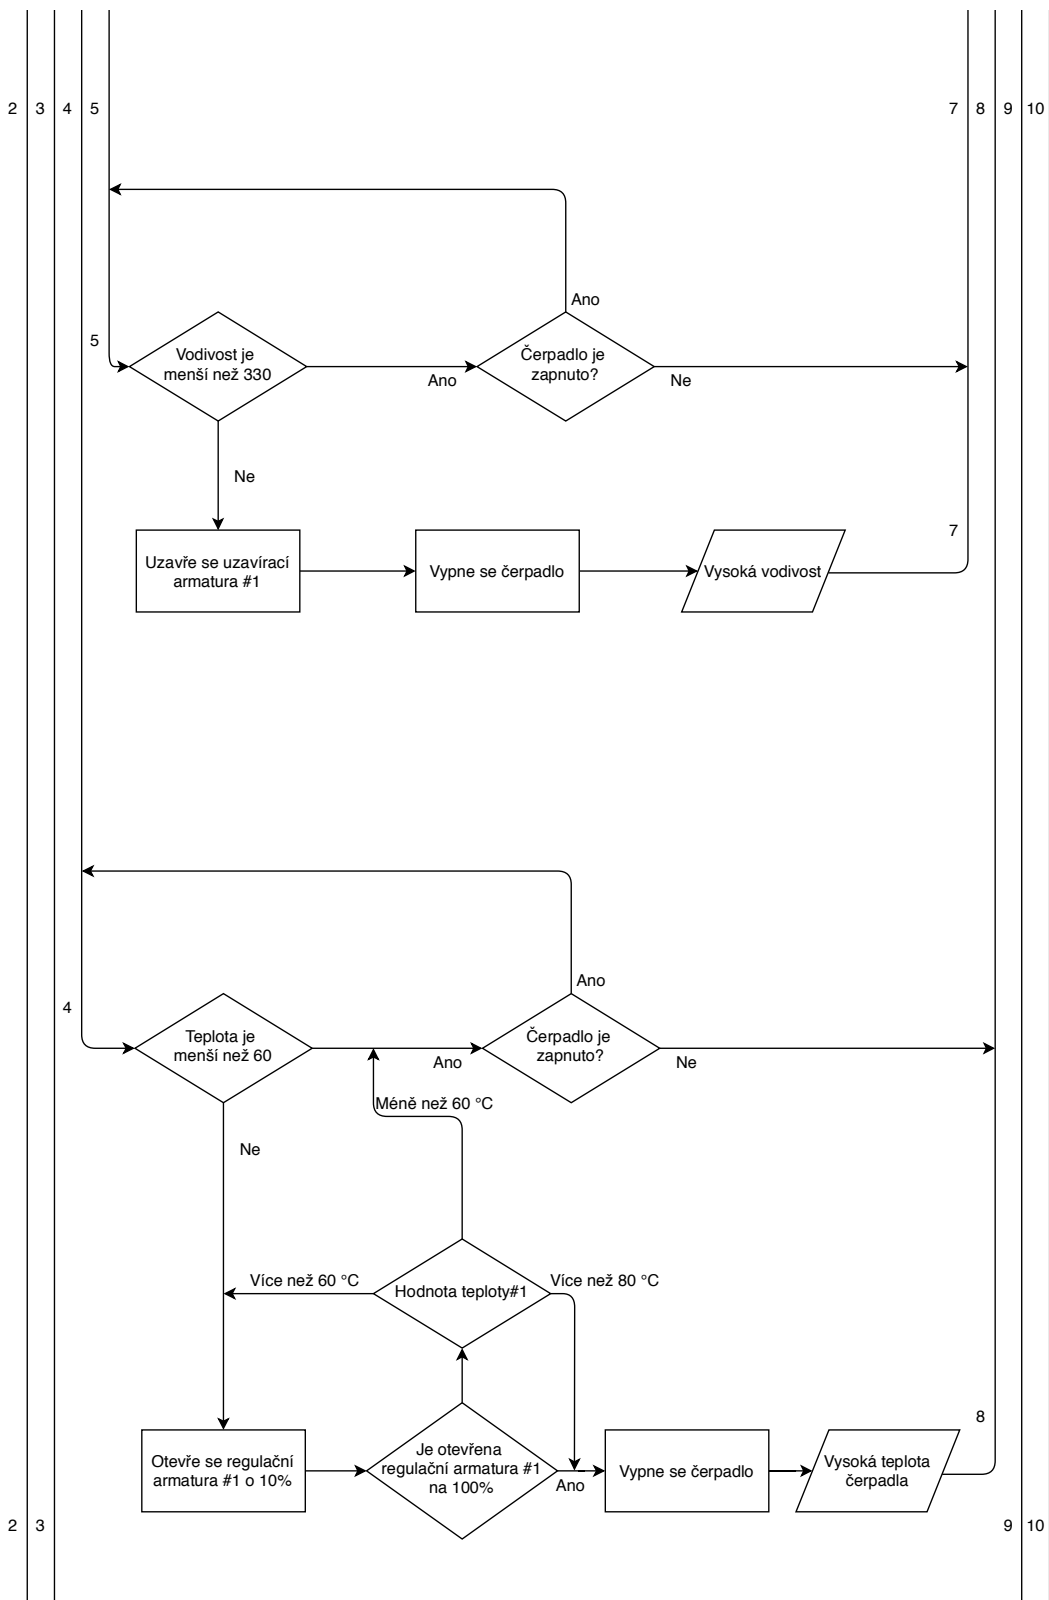 2 3 4 5 7 8 9 10
Ano
5
Vodivost je
menší než 330
Čerpadlo je
zapnuto?
Ano
Ne
Ne
7
Uzavře se uzavírací
armatura #1
Vypne se čerpadlo
Vysoká vodivost
Ano
4
Teplota je
menší než 60
Čerpadlo je
zapnuto?
Ano
Ne
Méně než 60 °C
Ne
Více než 60 °C
Hodnota teploty#1
Více než 80 °C
8
Otevře se regulační
armatura #1 o 10%
Je otevřena
regulační armatura #1
na 100%
Ano
Vypne se čerpadlo
Vysoká teplota
čerpadla
2 3 9 10